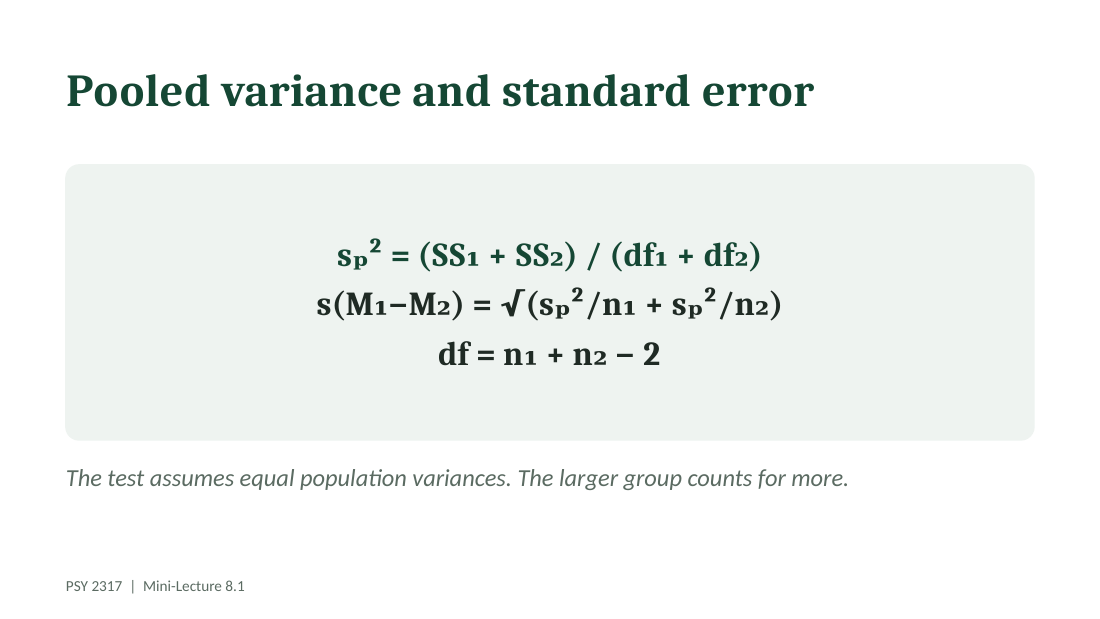 Pooled variance and standard error
sₚ² = (SS₁ + SS₂) / (df₁ + df₂)
s(M₁−M₂) = √(sₚ²/n₁ + sₚ²/n₂)
df = n₁ + n₂ − 2
The test assumes equal population variances. The larger group counts for more.
PSY 2317 | Mini-Lecture 8.1